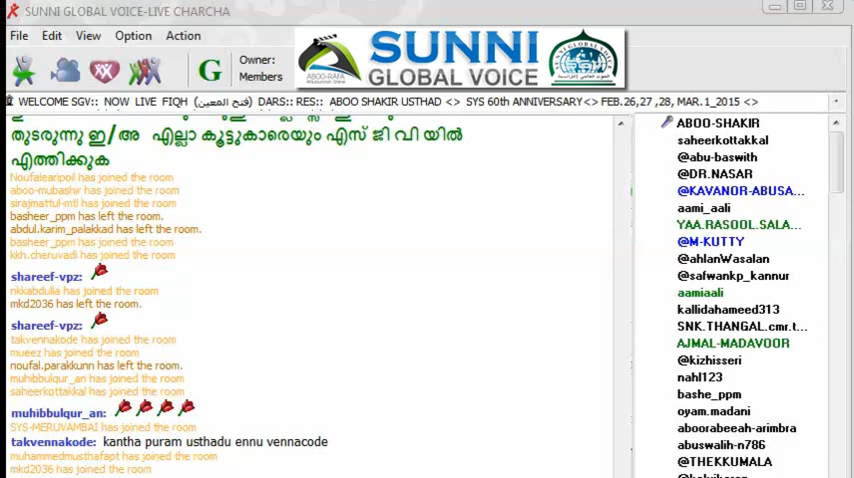 SUNNI GLOBAL VOICE-LIVE CHARCHA
File Edit View Option Action
G
Owner:
Members
ABOO-RAFA
SUNNI
GLOBAL VOICE
WELCOME SGV:: NOW LIVE FIQH (فتح المعين) DARS:: RES:: ABOO SHAKIR USTHAD <> SYS 60th ANNIVERSARY<> FEB.26,27 ,28, MAR.1_2015 <>
തുടരുന്നു ഇ/അ എല്ലാ കൂട്ടുകാരെയും എസ് ജി വി യിൽ
എത്തിക്കുക
Noufalearipoil has joined the room
aboo-mubashir has joined the room
sirajmattul-mtl has joined the room
basheer_ppm has left the room.
abdul.karim_palakkad has left the room.
basheer_ppm has joined the room
kkh.cheruvadi has joined the room
shareef-vpz:
nkkabdulla has joined the room
mkd2036 has left the room.
shareef-vpz:
takvennakode has joined the room
mueez has joined the room
noufal.parakkunn has left the room.
muhibbulqur_an has joined the room
saheerkottakkal has joined the room
muhibbulqur_an:
SYS-MERUVAMBAI has joined the room
takvennakode: kantha puram usthadu ennu vennacode
muhammedmusthafapt has joined the room
mkd2036 has joined the room
ABOO-SHAKIR
saheerkottakkal
@abu-baswith
@DR.NASAR
@KAVANOR-ABUSA...
aami_aali
YAA.RASOOL.SALA...
@M-KUTTY
@ahlanWasalan
@safwankp_kannur
aamiaali
kallidahameed313
SNK.THANGAL.cmr.t...
AJMAL-MADAVOOR
@kizhisseri
nahl123
bashe_ppm
oyam.madani
aboorabeeah-arimbra
abuswalih-n786
@THEKKUMALA